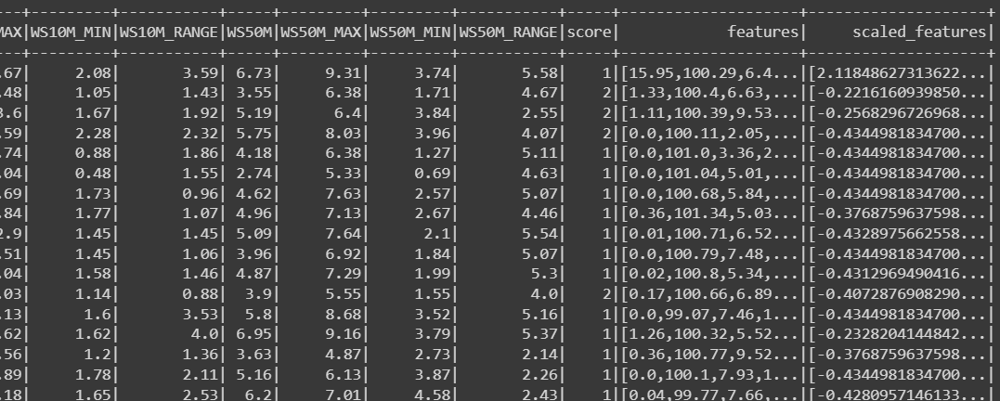 ----+---------+-----------+----+---------+---------+-----------+-----+--------------------+--------------------+
MAX|WS10M_MIN|WS10M_RANGE|WS50M|WS50M_MAX|WS50M_MIN|WS50M_RANGE|score|            features|     scaled_features|
----+---------+-----------+----+---------+---------+-----------+-----+--------------------+--------------------+
.67|     2.08|       3.59| 6.73|     9.31|     3.74|       5.58|    1|[15.95,100.29,6.4...|[2.11848627313622...|
.48|     1.05|       1.43| 3.55|     6.38|     1.71|       4.67|    2|[1.33,100.4,6.63,...|[-0.2216160939850...|
3.6|     1.67|       1.92| 5.19|      6.4|     3.84|       2.55|    2|[1.11,100.39,9.53...|[-0.2568296726968...|
.59|     2.28|       2.32| 5.75|     8.03|     3.96|       4.07|    2|[0.0,100.11,2.05,...|[-0.4344981834700...|
.74|     0.88|       1.86| 4.18|     6.38|     1.27|       5.11|    1|[0.0,101.0,3.36,2...|[-0.4344981834700...|
.04|     0.48|       1.55| 2.74|     5.33|     0.69|       4.63|    1|[0.0,101.04,5.01,...|[-0.4344981834700...|
.69|     1.73|       0.96| 4.62|     7.63|     2.57|       5.07|    1|[0.0,100.68,5.84,...|[-0.4344981834700...|
.84|     1.77|       1.07| 4.96|     7.13|     2.67|       4.46|    1|[0.36,101.34,5.03...|[-0.3768759637598...|
2.9|     1.45|       1.45| 5.09|     7.64|      2.1|       5.54|    1|[0.01,100.71,6.52...|[-0.4328975662558...|
.51|     1.45|       1.06| 3.96|     6.92|     1.84|       5.07|    1|[0.0,100.79,7.48,...|[-0.4344981834700...|
.04|     1.58|       1.46| 4.87|     7.29|     1.99|        5.3|    1|[0.02,100.8,5.34,...|[-0.4312969490416...|
.03|     1.14|       0.88|  3.9|     5.55|     1.55|        4.0|    2|[0.17,100.66,6.89...|[-0.4072876908290...|
.13|      1.6|       3.53|  5.8|     8.68|     3.52|       5.16|    1|[0.0,99.07,7.46,1...|[-0.4344981834700...|
.62|     1.62|        4.0| 6.95|     9.16|     3.79|       5.37|    1|[1.26,100.32,5.52...|[-0.2328204144842...|
.56|      1.2|       1.36| 3.63|     4.87|     2.73|       2.14|    1|[0.36,100.77,9.52...|[-0.3768759637598...|
.89|     1.78|       2.11| 5.16|     6.13|     3.87|       2.26|    1|[0.0,100.1,7.93,1...|[-0.4344981834700...|
.18|     1.65|       2.53|  6.2|     7.01|     4.58|       2.43|    1|[0.04,99.77,7.66,...|[-0.4280957146133...|